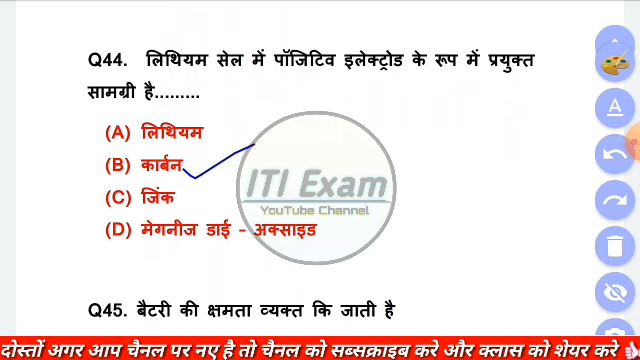 Q44. लिथियम सेल में पॉजिटिव इलेक्ट्रोड के रूप में प्रयुक्त
सामग्री है.........
(A) लिथियम
(B) कार्बन
(C) जिंक
(D) मेगनीज डाई - अक्साइड
ITI Exam
YouTube Channel
Q45. बैटरी की क्षमता व्यक्त कि जाती है
दोस्तों अगर आप चैनल पर नए है तो चैनल को सब्सक्राइब करे और क्लास को शेयर करे